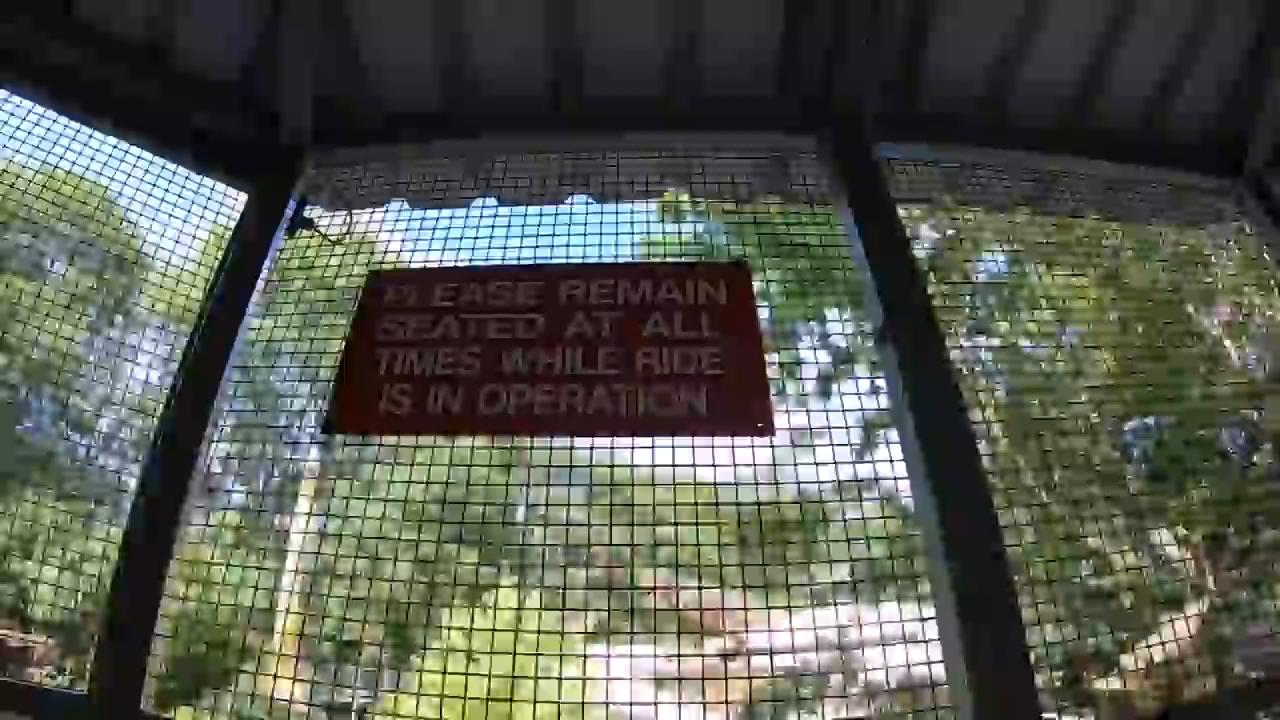 PLEASE REMAIN
SEATED AT ALL
TIMES WHILE RIDE
IS IN OPERATION